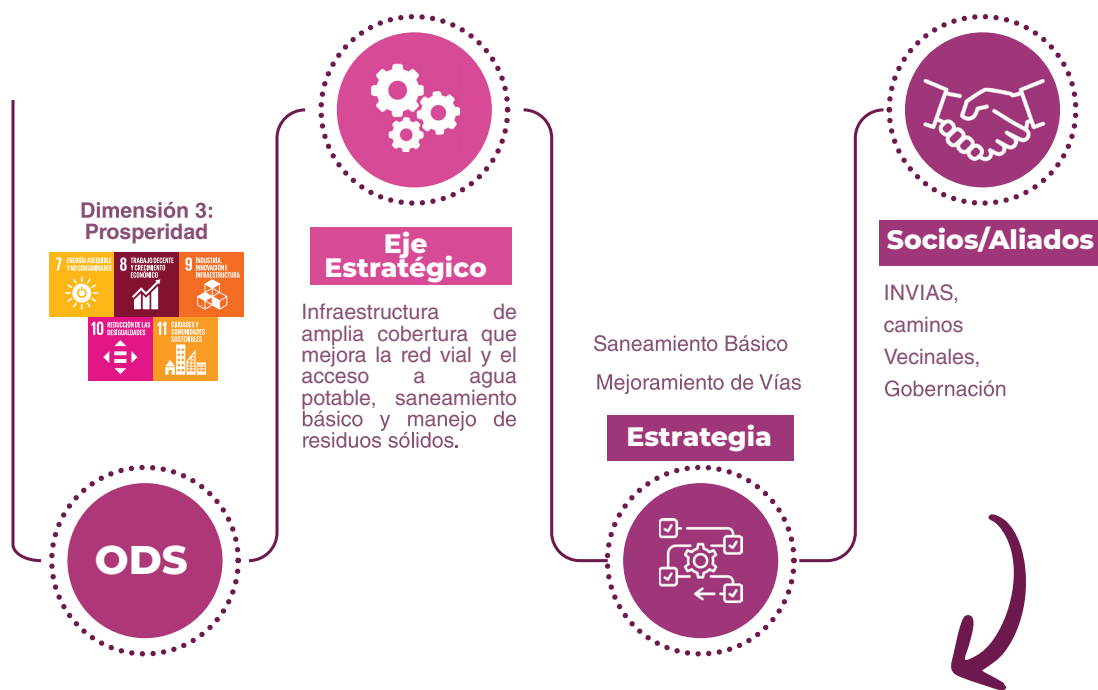 Dimensión 3:
Prosperidad
7 ENERGÍA ASEQUIBLE
Y NO CONTAMINANTE
8 TRABAJO DECENTE
Y CRECIMIENTO
ECONÓMICO
9 INDUSTRIA,
INNOVACIÓN E
INFRAESTRUCTURA
10 REDUCCIÓN DE LAS
DESIGUALDADES
11 CIUDADES Y
COMUNIDADES
SOSTENIBLES
ODS
Eje
Estratégico
Infraestructura de
amplia cobertura que
mejora la red vial y el
acceso a agua
potable, saneamiento
básico y manejo de
residuos sólidos.
Saneamiento Básico
Mejoramiento de Vías
Estrategia
Socios/Aliados
INVIAS,
caminos
Vecinales,
Gobernación